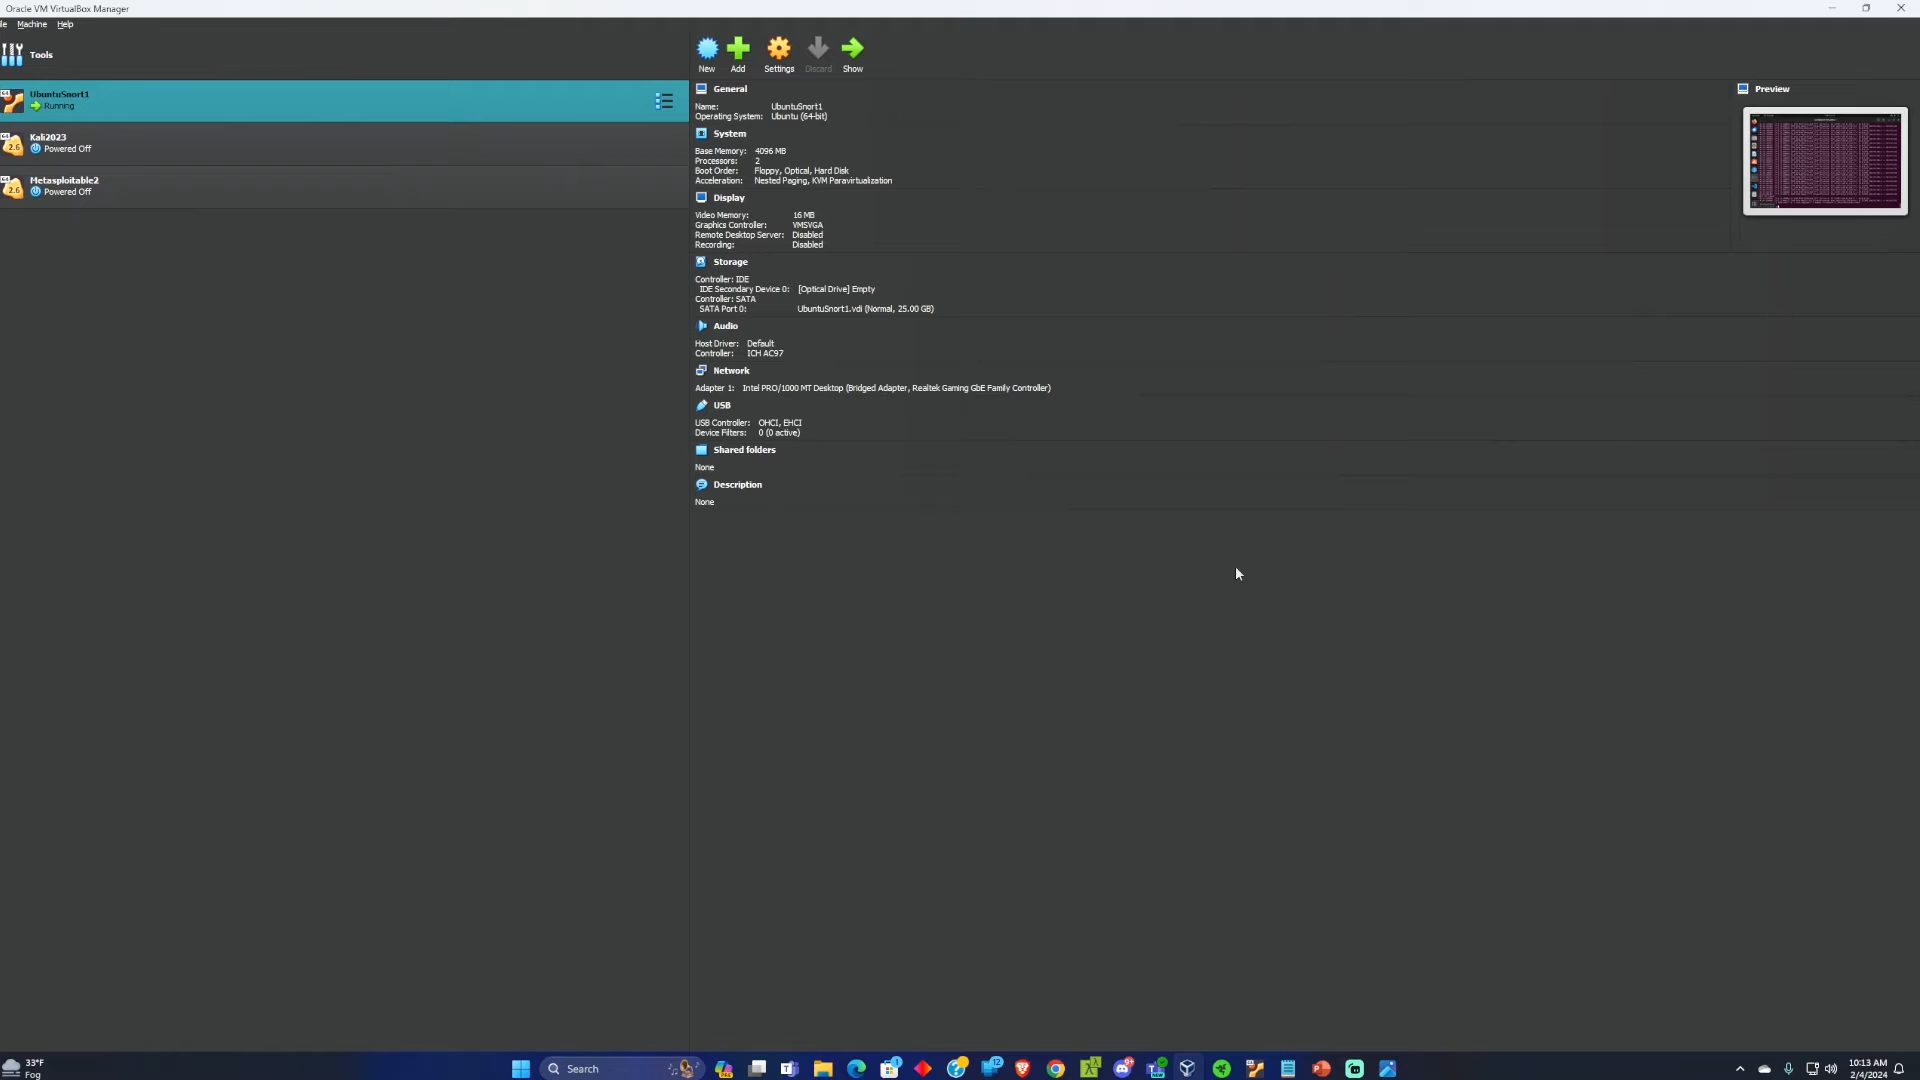 Oracle VM VirtualBox Manager
Machine Help
Tools
New Add Settings Discard Show
UbuntuSnort1
Running
Kali2023
Powered Off
Metasploitable2
Powered Off
General
Name: UbuntuSnort1
Operating System: Ubuntu (64-bit)
System
Base Memory: 4096 MB
Processors: 2
Boot Order: Floppy, Optical, Hard Disk
Acceleration: Nested Paging, KVM Paravirtualization
Display
Video Memory: 16 MB
Graphics Controller: VMSVGA
Remote Desktop Server: Disabled
Recording: Disabled
Storage
Controller: IDE
IDE Secondary Device 0: [Optical Drive] Empty
Controller: SATA
SATA Port 0: UbuntuSnort1.vdi (Normal, 25.00 GB)
Audio
Host Driver: Default
Controller: ICH AC97
Network
Adapter 1: Intel PRO/1000 MT Desktop (Bridged Adapter, Realtek Gaming GbE Family Controller)
USB
USB Controller: OHCI, EHCI
Device Filters: 0 (0 active)
Shared folders
None
Description
None
Preview
33°F
Fog
Search
10:13 AM
2/4/2024